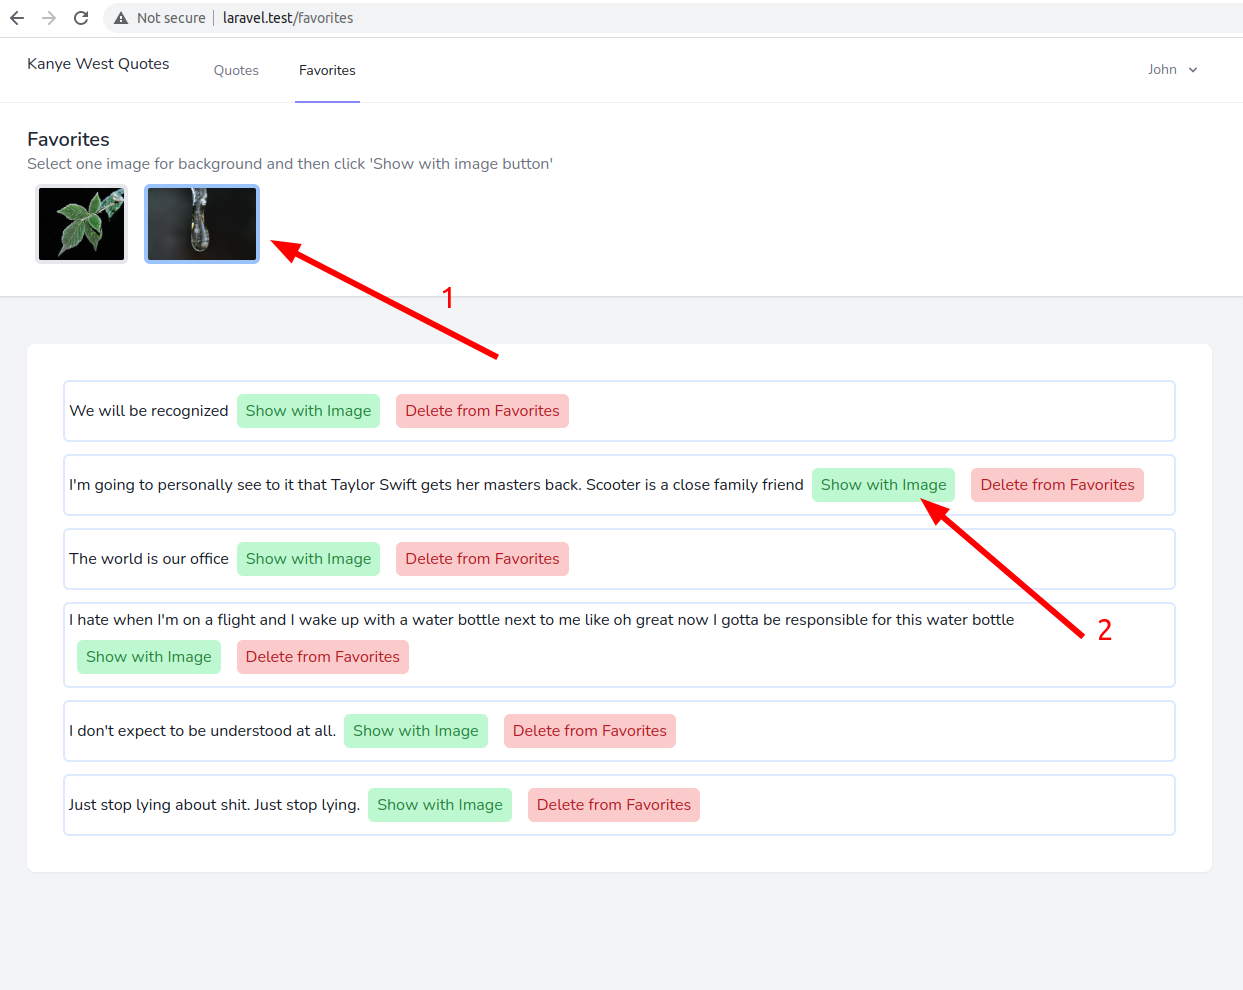 Not secure | laravel.test/favorites
Kanye West Quotes Quotes Favorites John
Favorites
Select one image for background and then click 'Show with image button'
1
We will be recognized Show with Image Delete from Favorites
I'm going to personally see to it that Taylor Swift gets her masters back. Scooter is a close family friend Show with Image Delete from Favorites
The world is our office Show with Image Delete from Favorites
I hate when I'm on a flight and I wake up with a water bottle next to me like oh great now I gotta be responsible for this water bottle
2
Show with Image Delete from Favorites
I don't expect to be understood at all. Show with Image Delete from Favorites
Just stop lying about shit. Just stop lying. Show with Image Delete from Favorites